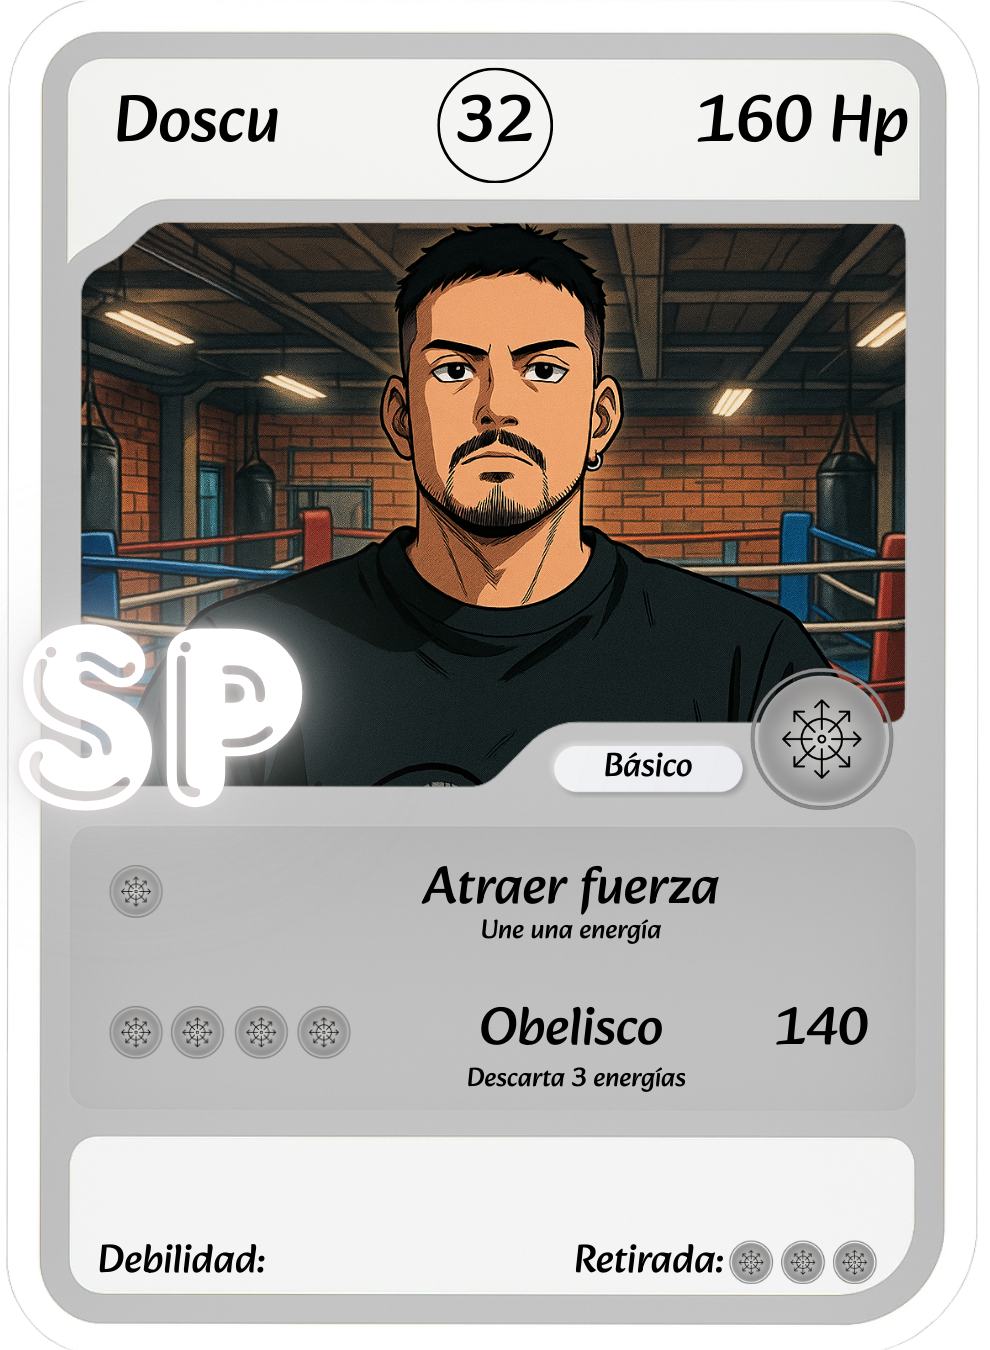 Doscu 32 160 Hp
SP
Básico
Atraer fuerza
Une una energía
Obelisco 140
Descarta 3 energías
Debilidad: Retirada: